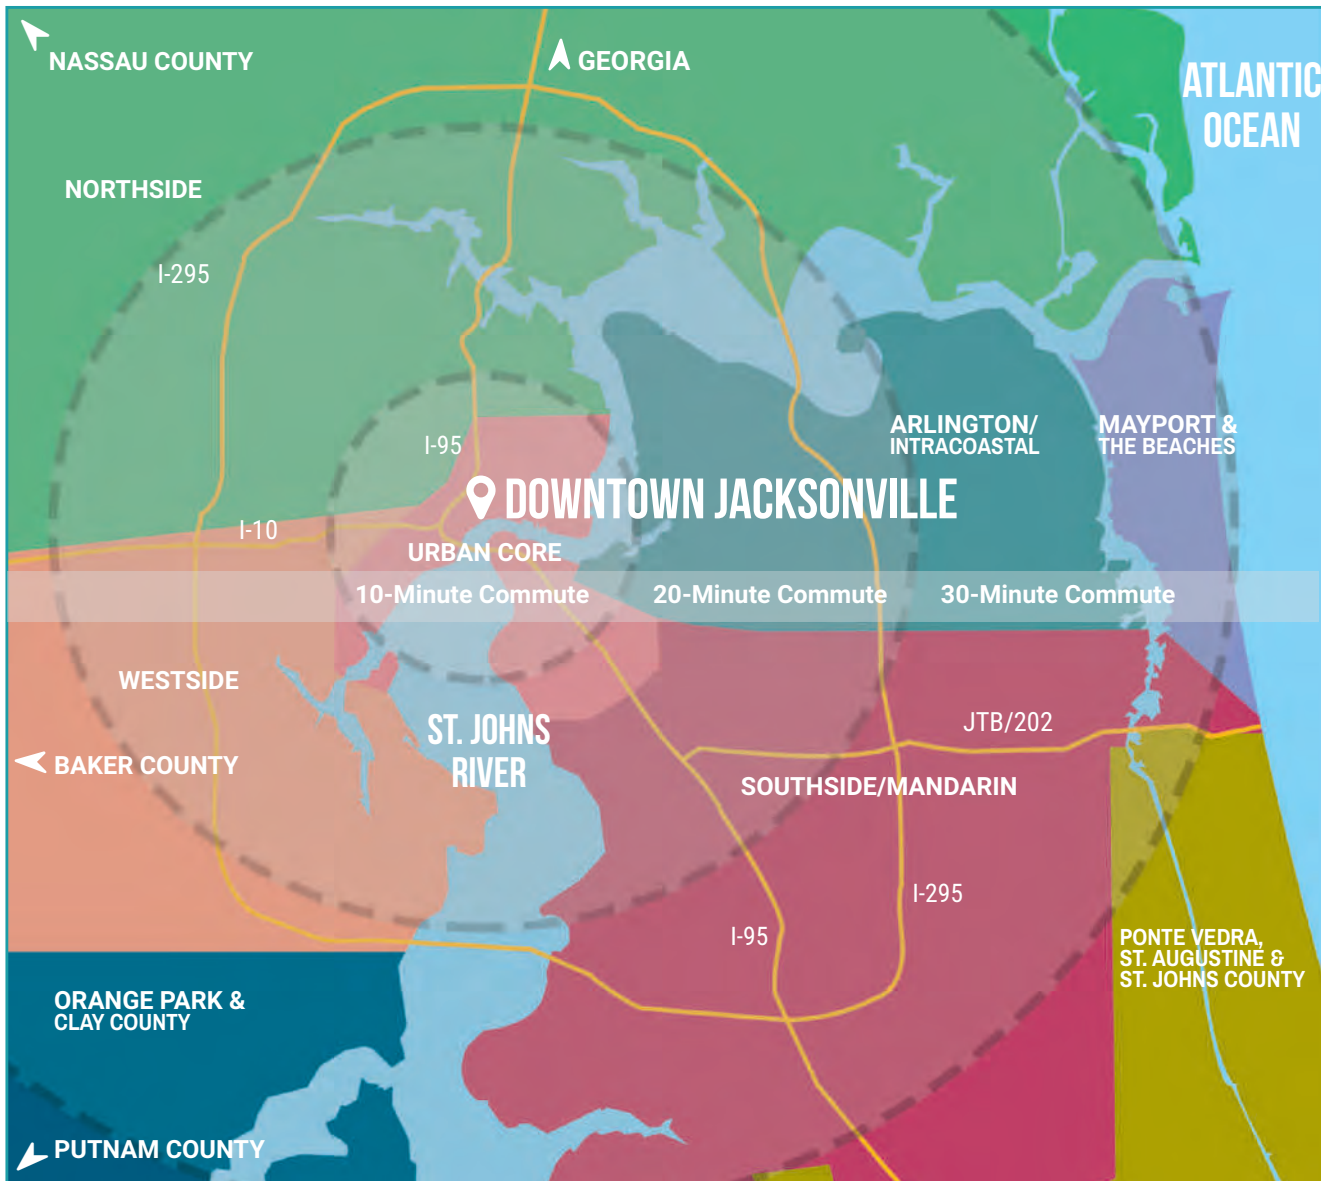 NASSAU COUNTY
GEORGIA
ATLANTIC
OCEAN
NORTHSIDE
I-295
ARLINGTON/
INTRACOASTAL
MAYPORT &
THE BEACHES
I-95
DOWNTOWN JACKSONVILLE
I-10
URBAN CORE
10-Minute Commute
20-Minute Commute
30-Minute Commute
WESTSIDE
ST. JOHNS
RIVER
JTB/202
BAKER COUNTY
SOUTHSIDE/MANDARIN
I-295
I-95
PONTE VEDRA,
ST. AUGUSTINE &
ST. JOHNS COUNTY
ORANGE PARK &
CLAY COUNTY
PUTNAM COUNTY